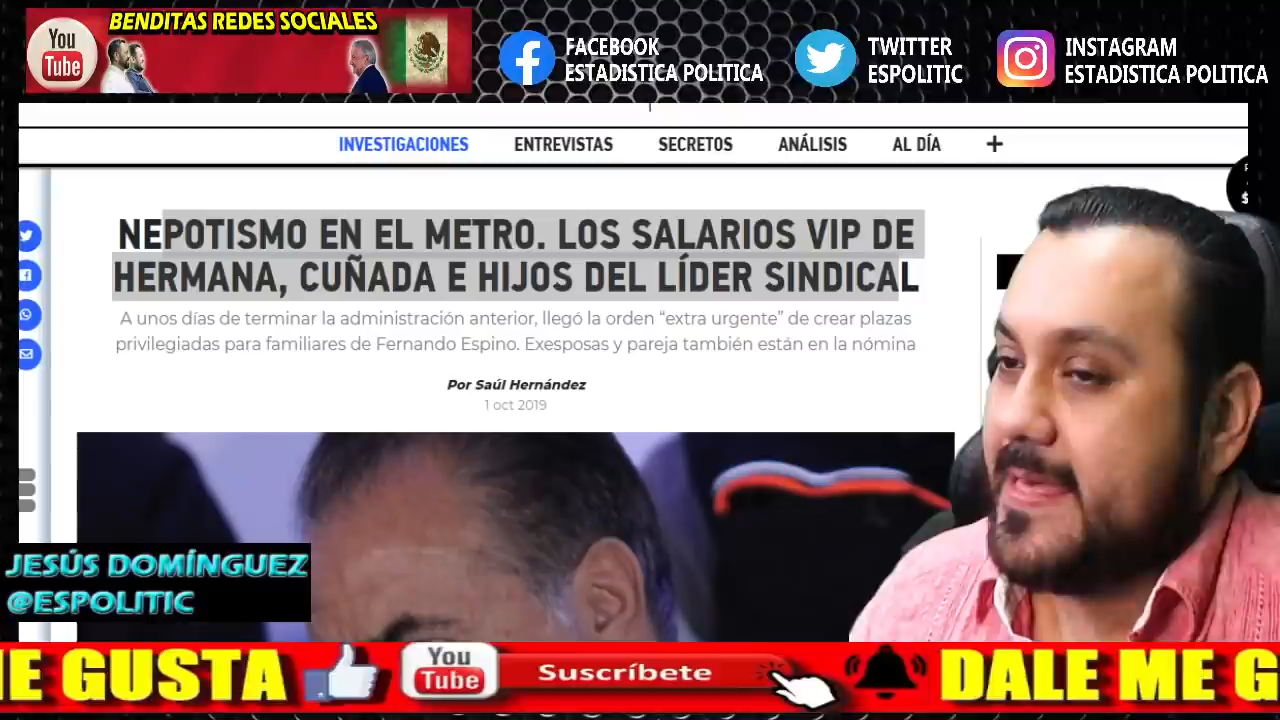 BENDITAS REDES SOCIALES
You
Tube
FACEBOOK
ESTADISTICA POLITICA
TWITTER
ESPOLITIC
INSTAGRAM
ESTADISTICA POLITICA
INVESTIGACIONES ENTREVISTAS SECRETOS ANÁLISIS AL DÍA +
NEPOTISMO EN EL METRO. LOS SALARIOS VIP DE
HERMANA, CUÑADA E HIJOS DEL LÍDER SINDICAL
A unos días de terminar la administración anterior, llegó la orden “extra urgente” de crear plazas
privilegiadas para familiares de Fernando Espino. Exesposas y pareja también están en la nómina
Por Saúl Hernández
1 oct 2019
JESÚS DOMÍNGUEZ
@ESPOLITIC
ME GUSTA
You
Tube
Suscríbete
DALE ME G